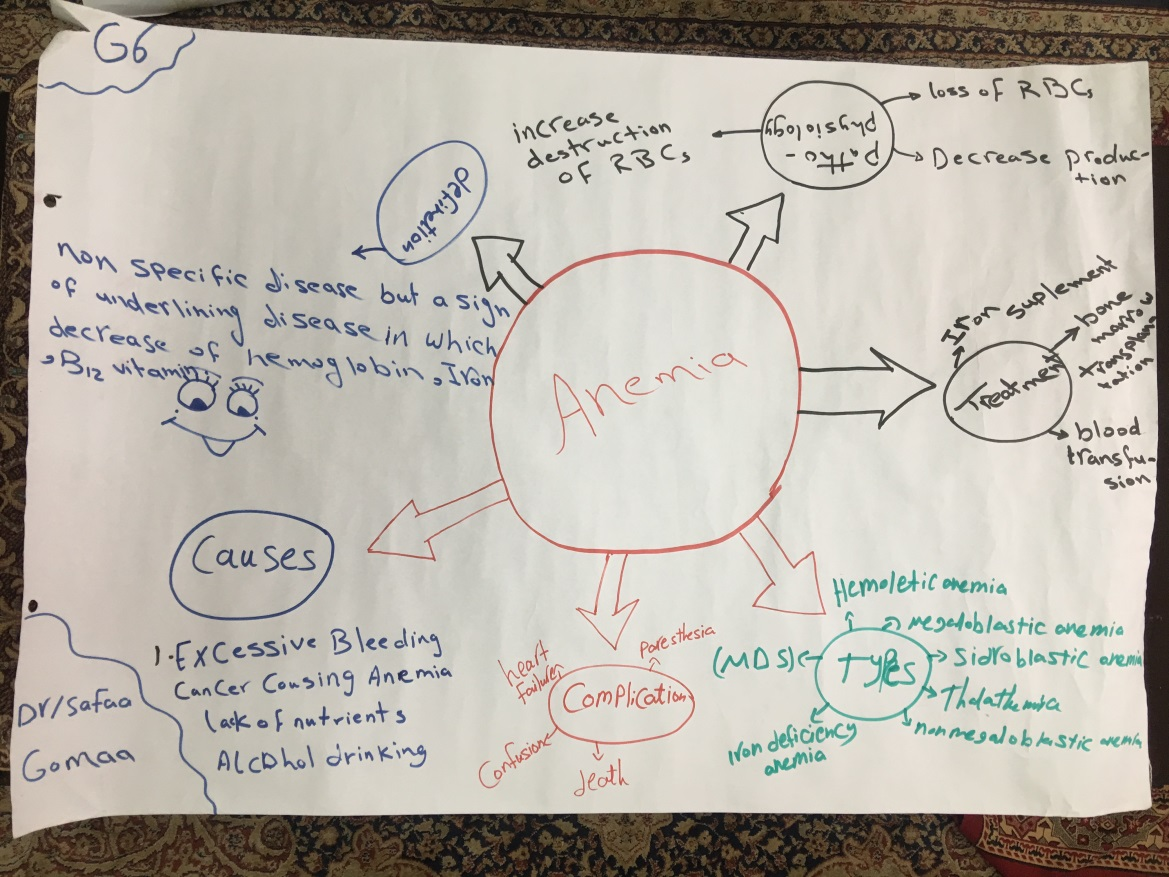 G6
Anemia
definetion
non specific disease but a sign
of underlining disease in which
decrease of hemoglobin, Iron
, B12 vitamin
patho-
physiology
increase
destruction
of RBCs
loss of RBCs
Decrease produc-
tion
Treatment
Iron suplement
bone
marrow
transplan
tation
blood
transfu-
sion
Causes
1. Excessive Bleeding
Cancer Causing Anemia
lack of nutrients
Alcohol drinking
Complication
heart
failure
paresthesia
Confusion
death
types
Hemoletic anemia
megaloblastic anemia
Sidroblastic anemia
Thalathemia
non megaloblastic anemia
Iron deficiency
anemia
(MDS)
Dr/Safaa
Gomaa